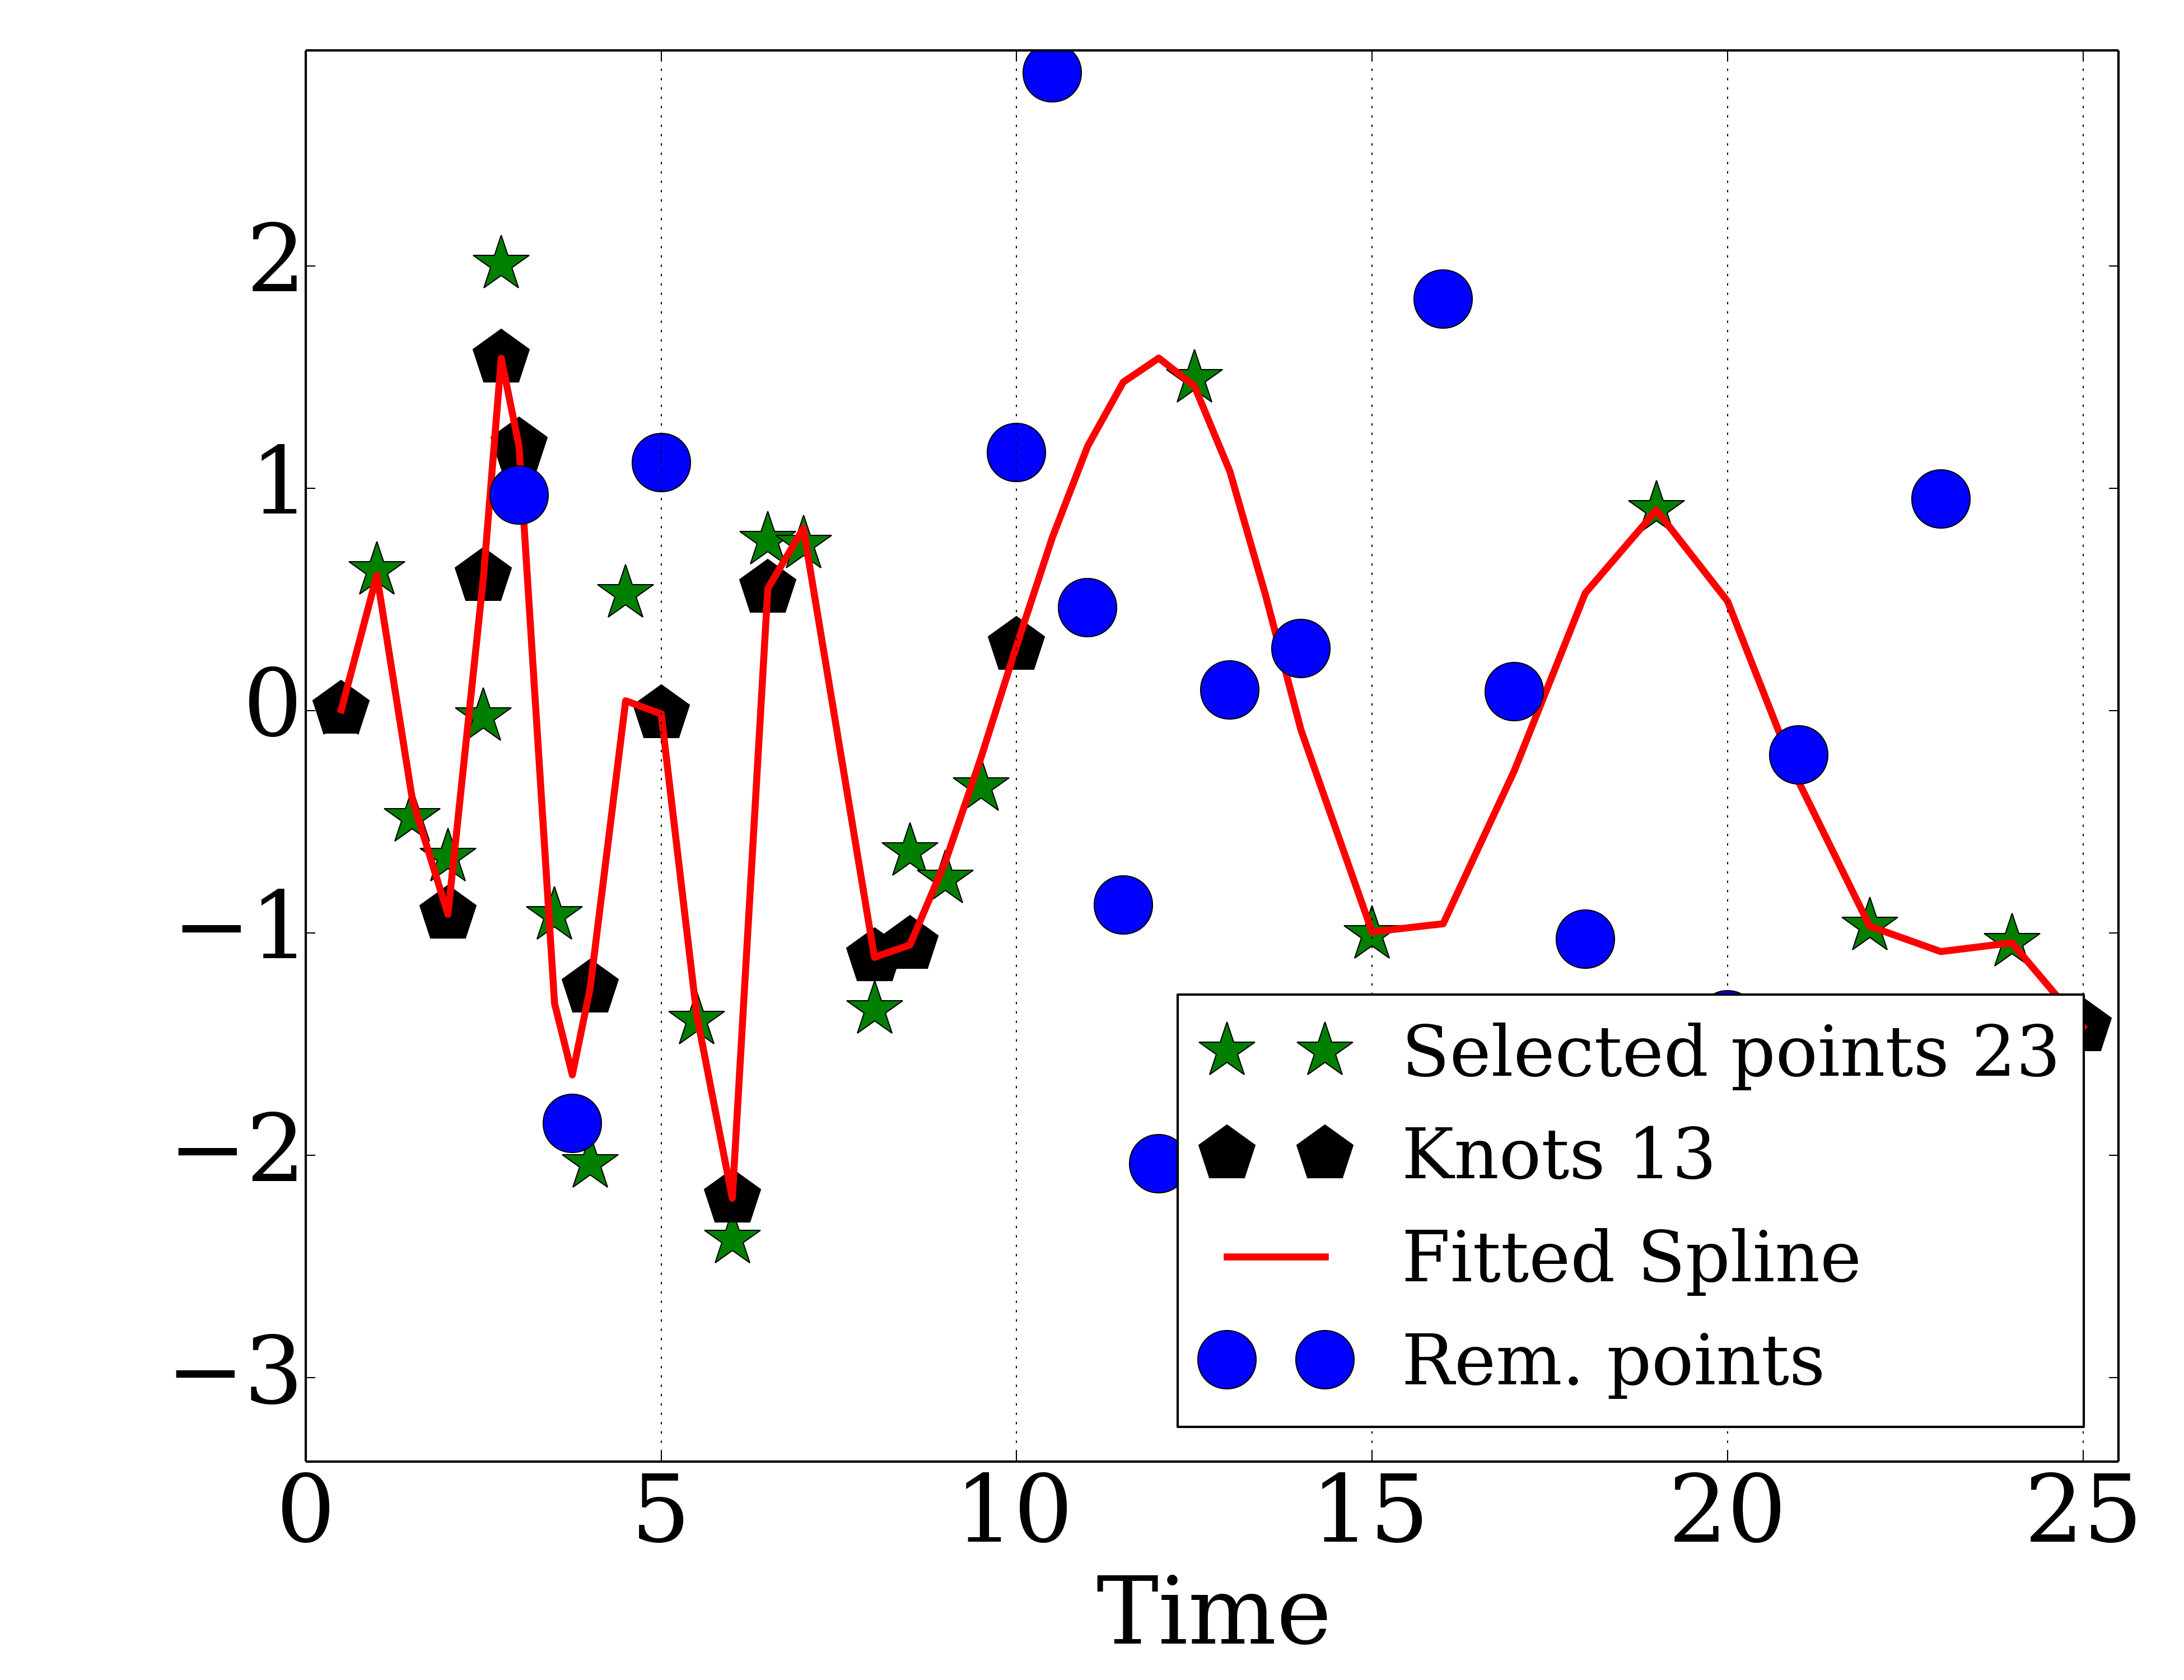 2
1
0
−1
−2
−3
Selected points 23
Knots 13
Fitted Spline
Rem. points
0 5 10 15 20 25
Time